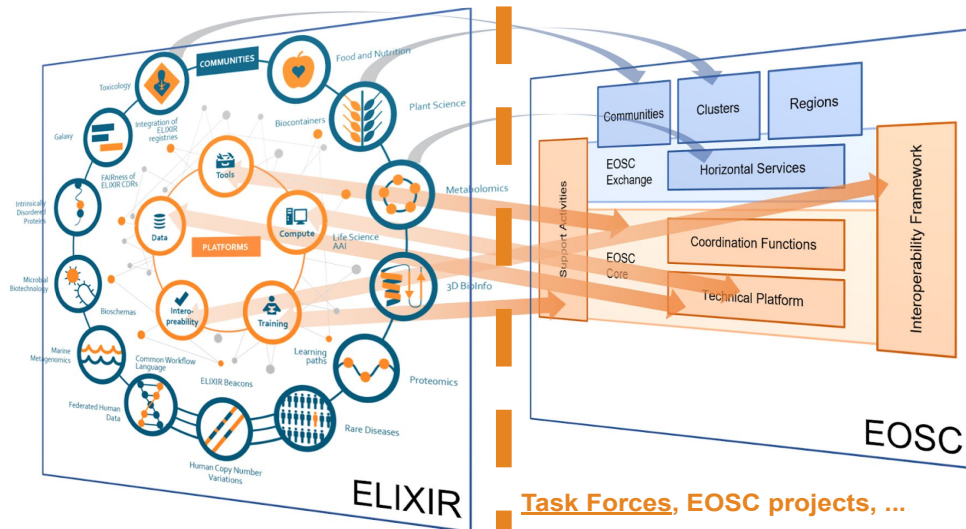 COMMUNITIES
Food and Nutrition
Toxicology
Plant Science
Integration of
ELIXIR
registries
Biocontainers
Galaxy
FAIRness of
ELIXIR CDRs
Tools
Metabolomics
Intrinsically
Disordered
Proteins
Data
Compute
Life Science
AAI
PLATFORMS
3D BioInfo
Microbial
Biotechnology
Bioschemas
Intero-
preability
Training
Learning
paths
Marine
Metagenomics
Common Workflow
Language
ELIXIR Beacons
Proteomics
Federated Human
Data
Rare Diseases
Human Copy Number
Variations
ELIXIR
Communities
Clusters
Regions
EOSC
Exchange
Horizontal Services
Support Activities
Interoperability Framework
EOSC
Core
Coordination Functions
Technical Platform
EOSC
Task Forces, EOSC projects, ...